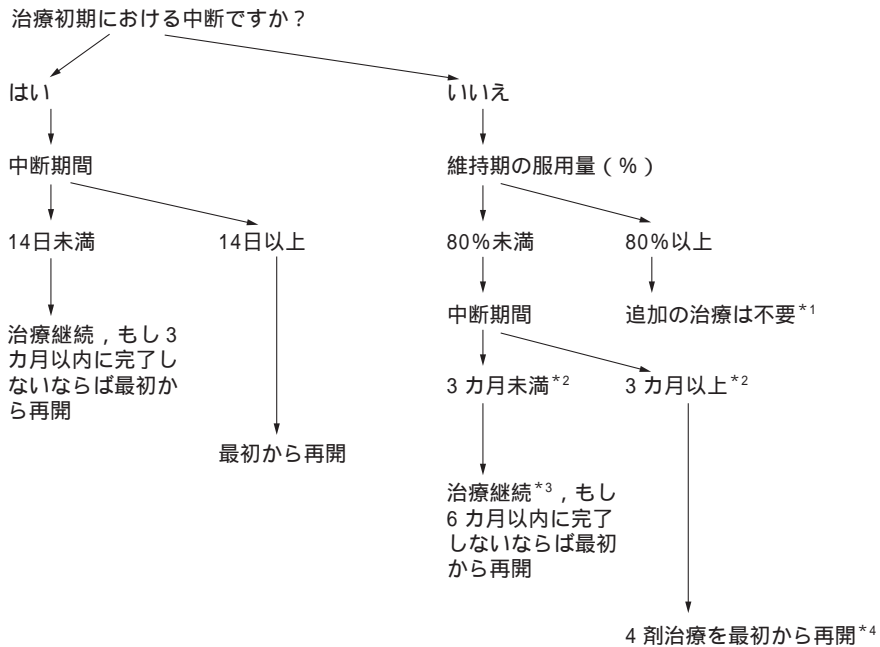 治療初期における中断ですか？
はい
いいえ
中断期間
維持期の服用量（％）
14日未満
14日以上
80％未満
80％以上
治療継続，もし3
カ月以内に完了し
ないならば最初か
ら再開
中断期間
追加の治療は不要*1
3カ月未満*2
3カ月以上*2
最初から再開
治療継続*3，もし
6カ月以内に完了
しないならば最初
から再開
4剤治療を最初から再開*4